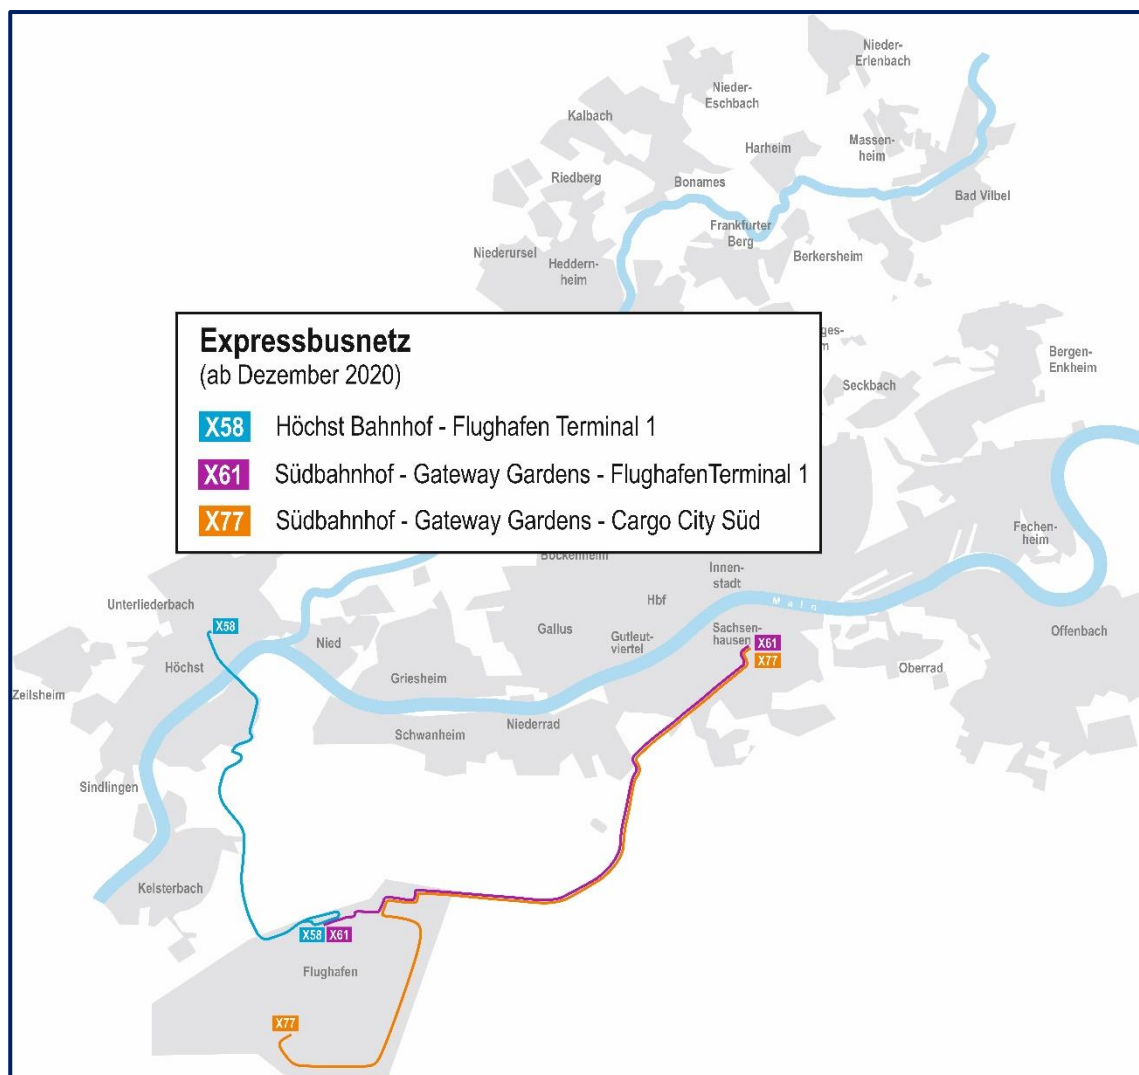 Nieder-
Erlenbach
Nieder-
Eschbach
Kalbach
Massen-
heim
Harheim
Riedberg
Bonames
Bad Vilbel
Frankfurter
Berg
Niederursel
Heddern-
heim
Berkersheim
Expressbusnetz
(ab Dezember 2020)
X58 Höchst Bahnhof - Flughafen Terminal 1
X61 Südbahnhof - Gateway Gardens - FlughafenTerminal 1
X77 Südbahnhof - Gateway Gardens - Cargo City Süd
Bergen-
Enkheim
Seckbach
Fechen-
heim
Bockenheim
Innen-
stadt
Hbf
Main
Unterliederbach
X58
Nied
Gallus
Gutleut-
viertel
Sachsen-
hausen
X61
X77
Offenbach
Oberrad
Höchst
Zeilsheim
Griesheim
Niederrad
Schwanheim
Sindlingen
Kelsterbach
X58 X61
Flughafen
X77